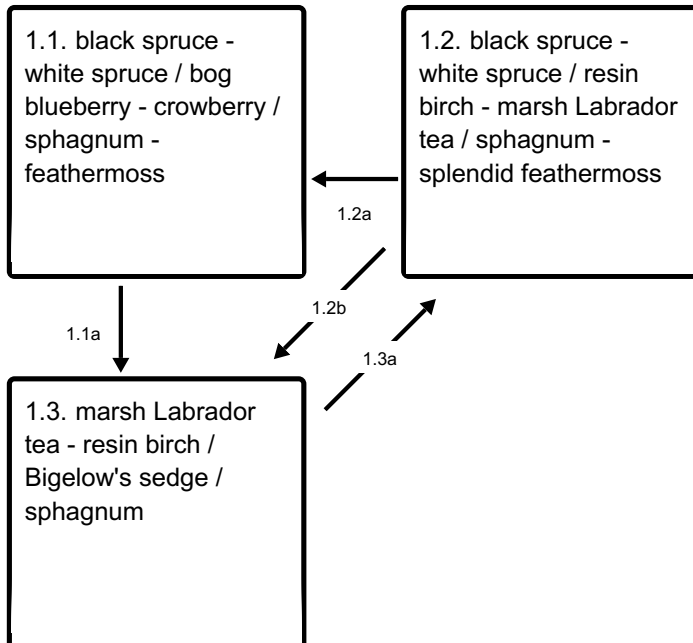 1.1. black spruce -
white spruce / bog
blueberry - crowberry /
sphagnum -
feathermoss
1.2. black spruce -
white spruce / resin
birch - marsh Labrador
tea / sphagnum -
splendid feathermoss
1.2a
1.2b
1.1a
1.3a
1.3. marsh Labrador
tea - resin birch /
Bigelow's sedge /
sphagnum